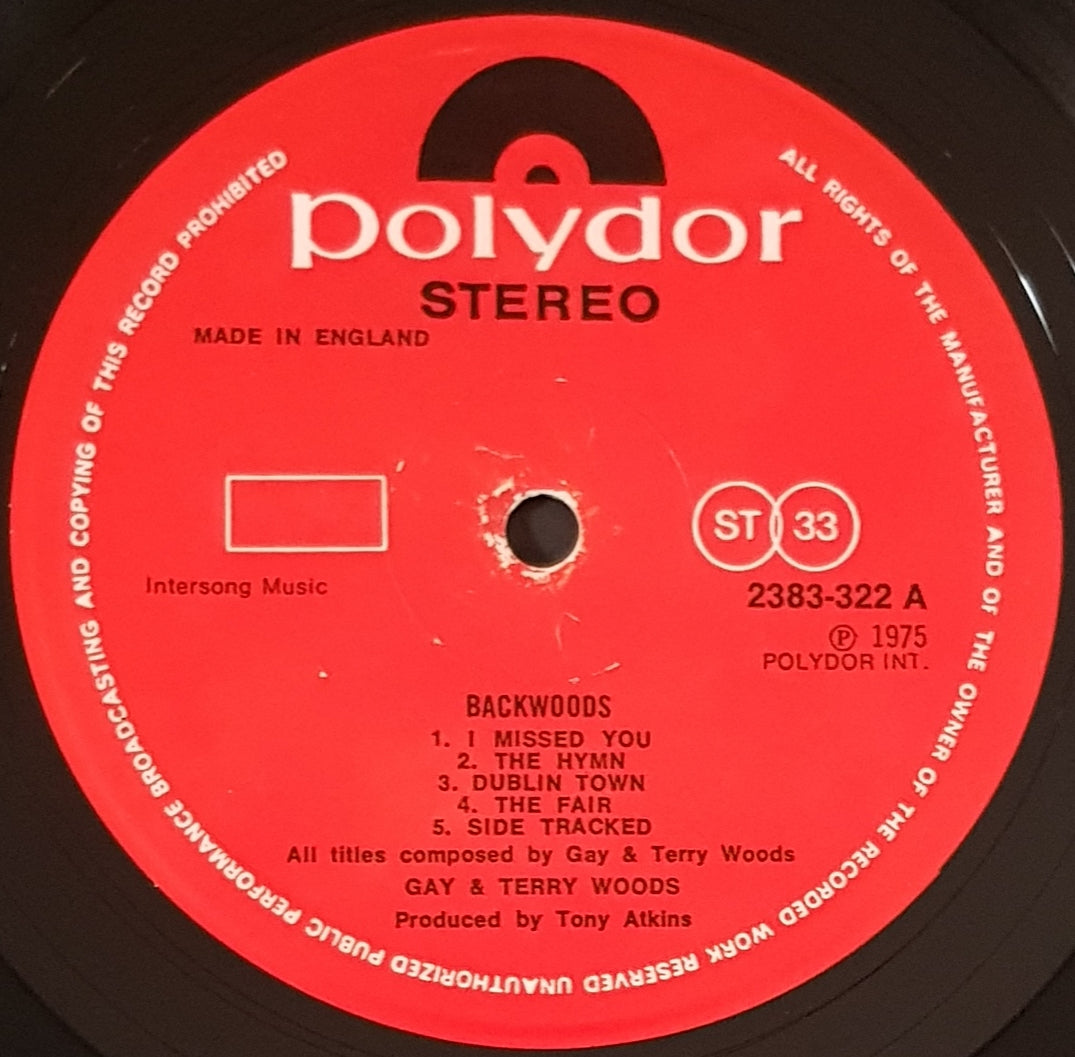 polydor
STEREO
MADE IN ENGLAND
ST 33
Intersong Music
2383-322 A
℗ 1975
POLYDOR INT.
BACKWOODS
1. I MISSED YOU
2. THE HYMN
3. DUBLIN TOWN
4. THE FAIR
5. SIDE TRACKED
All titles composed by Gay & Terry Woods
GAY & TERRY WOODS
Produced by Tony Atkins
ALL RIGHTS OF THE MANUFACTURER AND OF THE OWNER OF THE RECORDED WORK RESERVED UNAUTHORIZED PUBLIC PERFORMANCE BROADCASTING AND COPYING OF THIS RECORD PROHIBITED